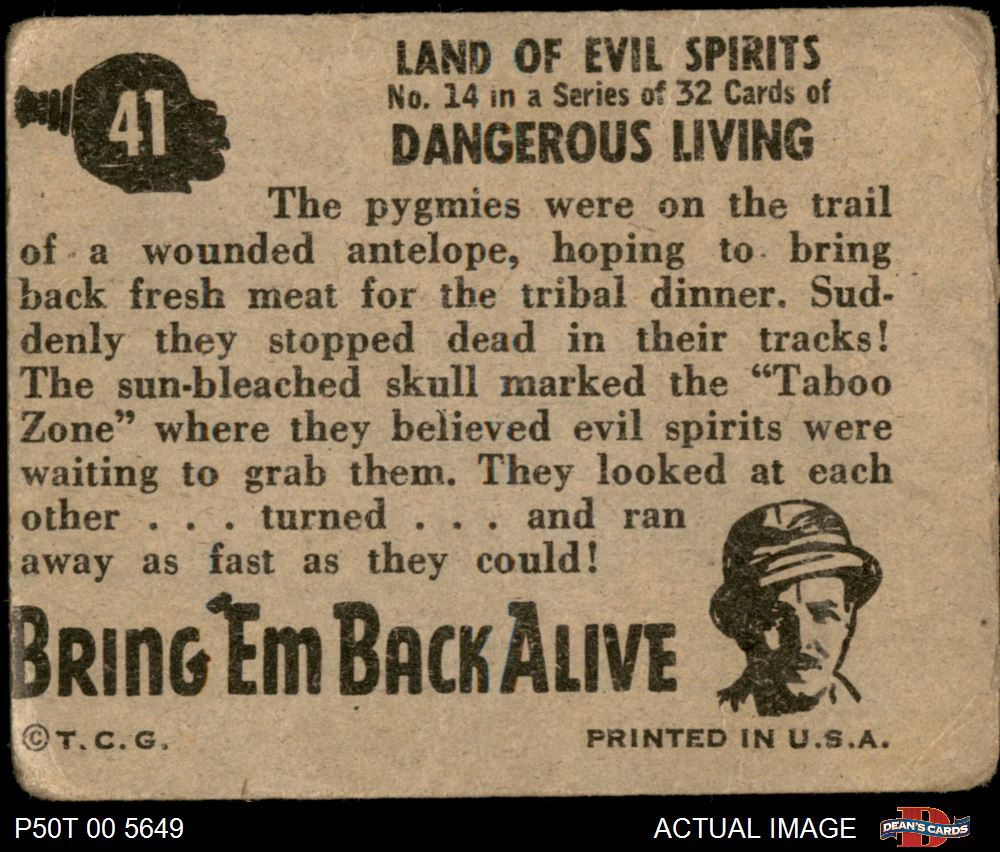 41
LAND OF EVIL SPIRITS
No. 14 in a Series of 32 Cards of
DANGEROUS LIVING
The pygmies were on the trail
of a wounded antelope, hoping to bring
back fresh meat for the tribal dinner. Sud-
denly they stopped dead in their tracks!
The sun-bleached skull marked the “Taboo
Zone” where they believed evil spirits were
waiting to grab them. They looked at each
other . . . turned . . . and ran
away as fast as they could!
BRING 'EM BACK ALIVE
© T. C. G.
PRINTED IN U.S.A.
P50T 00 5649
ACTUAL IMAGE
D
DEAN'S CARDS